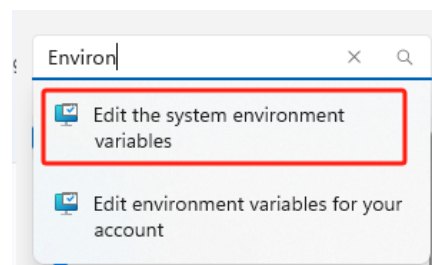 Environ
Edit the system environment
variables
Edit environment variables for your
account